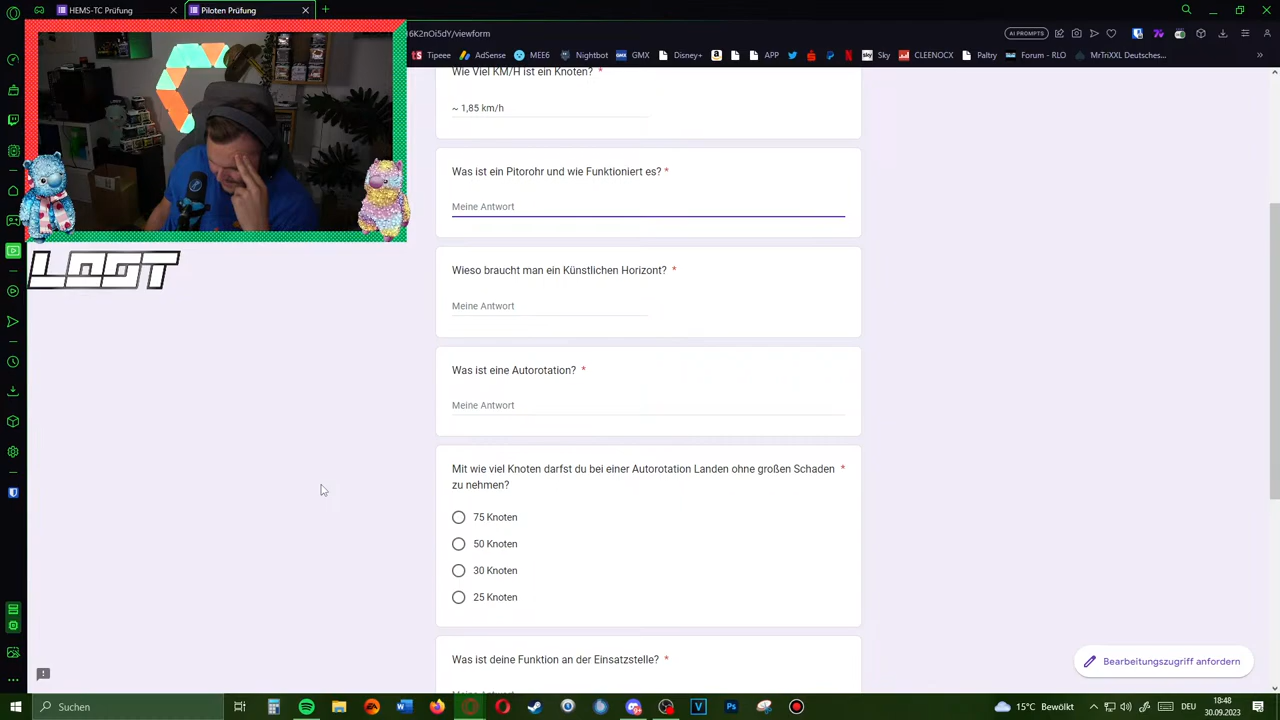 HEMS-TC Prüfung
Piloten Prüfung
6K2nOi5dY/viewform
AI PROMPTS
Tipeee
AdSense
MEE6
Nightbot
GMX
Disney+
APP
Sky
CLEENOCX
Paltry
Forum - RLO
MrTriXXL Deutsches...
Wie Viel KM/H ist ein Knoten? *
~ 1,85 km/h
Was ist ein Pitorohr und wie Funktioniert es? *
Meine Antwort
Wieso braucht man ein Künstlichen Horizont? *
Meine Antwort
LOOT
Was ist eine Autorotation? *
Meine Antwort
Mit wie viel Knoten darfst du bei einer Autorotation Landen ohne großen Schaden *
zu nehmen?
75 Knoten
50 Knoten
30 Knoten
25 Knoten
Was ist deine Funktion an der Einsatzstelle? *
Bearbeitungszugriff anfordern
Suchen
15°C Bewölkt
DEU
18:48
30.09.2023